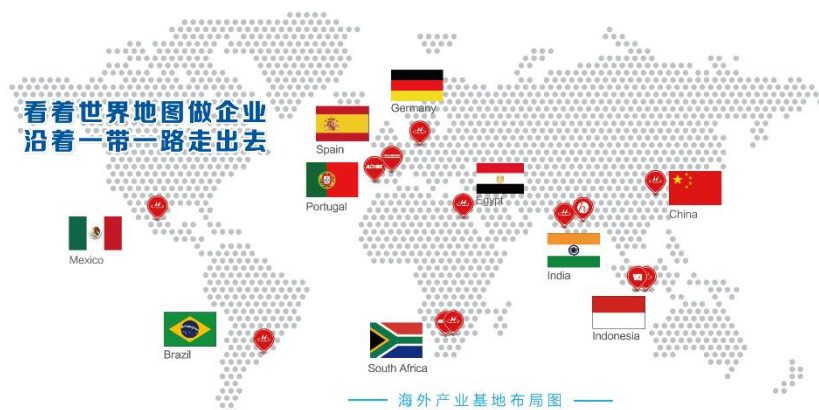 看着世界地图做企业
沿着一带一路走出去
Germany
Spain
Portugal
Egypt
China
Mexico
India
Indonesia
Brazil
South Africa
海外产业基地布局图